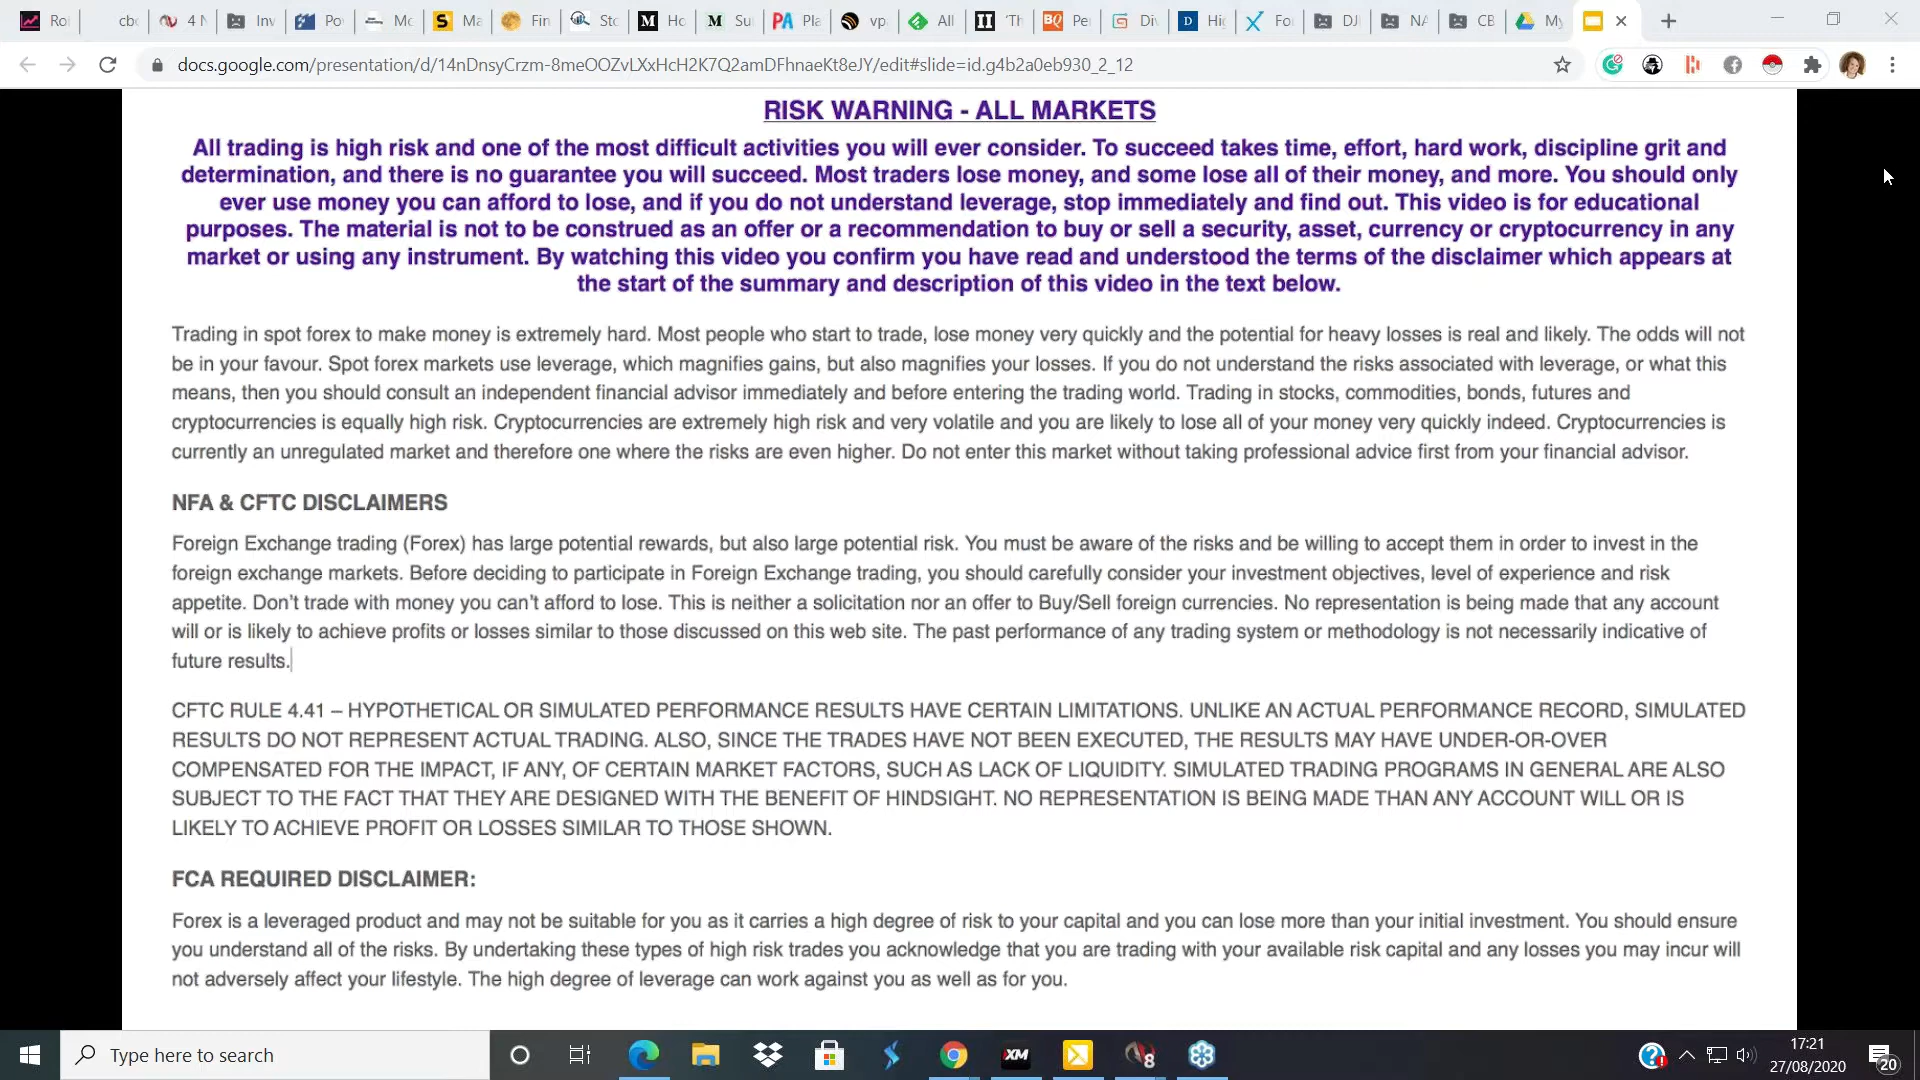 Ro
cbo
4 N
Inv
Po
Mc
S
Ma
Fin
Sto
M
Ho
M
Su
PA
Pla
vp
All
II
'Th
BQ
Pe
Div
D
Hig
Fo
DJ
NA
CB
My
docs.google.com/presentation/d/14nDnsyCrzm-8meOOZvLXxHcH2K7Q2amDFhnaeKt8eJY/edit#slide=id.g4b2a0eb930_2_12
RISK WARNING - ALL MARKETS
All trading is high risk and one of the most difficult activities you will ever consider. To succeed takes time, effort, hard work, discipline grit and
determination, and there is no guarantee you will succeed. Most traders lose money, and some lose all of their money, and more. You should only
ever use money you can afford to lose, and if you do not understand leverage, stop immediately and find out. This video is for educational
purposes. The material is not to be construed as an offer or a recommendation to buy or sell a security, asset, currency or cryptocurrency in any
market or using any instrument. By watching this video you confirm you have read and understood the terms of the disclaimer which appears at
the start of the summary and description of this video in the text below.
Trading in spot forex to make money is extremely hard. Most people who start to trade, lose money very quickly and the potential for heavy losses is real and likely. The odds will not
be in your favour. Spot forex markets use leverage, which magnifies gains, but also magnifies your losses. If you do not understand the risks associated with leverage, or what this
means, then you should consult an independent financial advisor immediately and before entering the trading world. Trading in stocks, commodities, bonds, futures and
cryptocurrencies is equally high risk. Cryptocurrencies are extremely high risk and very volatile and you are likely to lose all of your money very quickly indeed. Cryptocurrencies is
currently an unregulated market and therefore one where the risks are even higher. Do not enter this market without taking professional advice first from your financial advisor.
NFA & CFTC DISCLAIMERS
Foreign Exchange trading (Forex) has large potential rewards, but also large potential risk. You must be aware of the risks and be willing to accept them in order to invest in the
foreign exchange markets. Before deciding to participate in Foreign Exchange trading, you should carefully consider your investment objectives, level of experience and risk
appetite. Don't trade with money you can't afford to lose. This is neither a solicitation nor an offer to Buy/Sell foreign currencies. No representation is being made that any account
will or is likely to achieve profits or losses similar to those discussed on this web site. The past performance of any trading system or methodology is not necessarily indicative of
future results.
CFTC RULE 4.41 – HYPOTHETICAL OR SIMULATED PERFORMANCE RESULTS HAVE CERTAIN LIMITATIONS. UNLIKE AN ACTUAL PERFORMANCE RECORD, SIMULATED
RESULTS DO NOT REPRESENT ACTUAL TRADING. ALSO, SINCE THE TRADES HAVE NOT BEEN EXECUTED, THE RESULTS MAY HAVE UNDER-OR-OVER
COMPENSATED FOR THE IMPACT, IF ANY, OF CERTAIN MARKET FACTORS, SUCH AS LACK OF LIQUIDITY. SIMULATED TRADING PROGRAMS IN GENERAL ARE ALSO
SUBJECT TO THE FACT THAT THEY ARE DESIGNED WITH THE BENEFIT OF HINDSIGHT. NO REPRESENTATION IS BEING MADE THAN ANY ACCOUNT WILL OR IS
LIKELY TO ACHIEVE PROFIT OR LOSSES SIMILAR TO THOSE SHOWN.
FCA REQUIRED DISCLAIMER:
Forex is a leveraged product and may not be suitable for you as it carries a high degree of risk to your capital and you can lose more than your initial investment. You should ensure
you understand all of the risks. By undertaking these types of high risk trades you acknowledge that you are trading with your available risk capital and any losses you may incur will
not adversely affect your lifestyle. The high degree of leverage can work against you as well as for you.
Type here to search
XM
8
17:21
27/08/2020
20